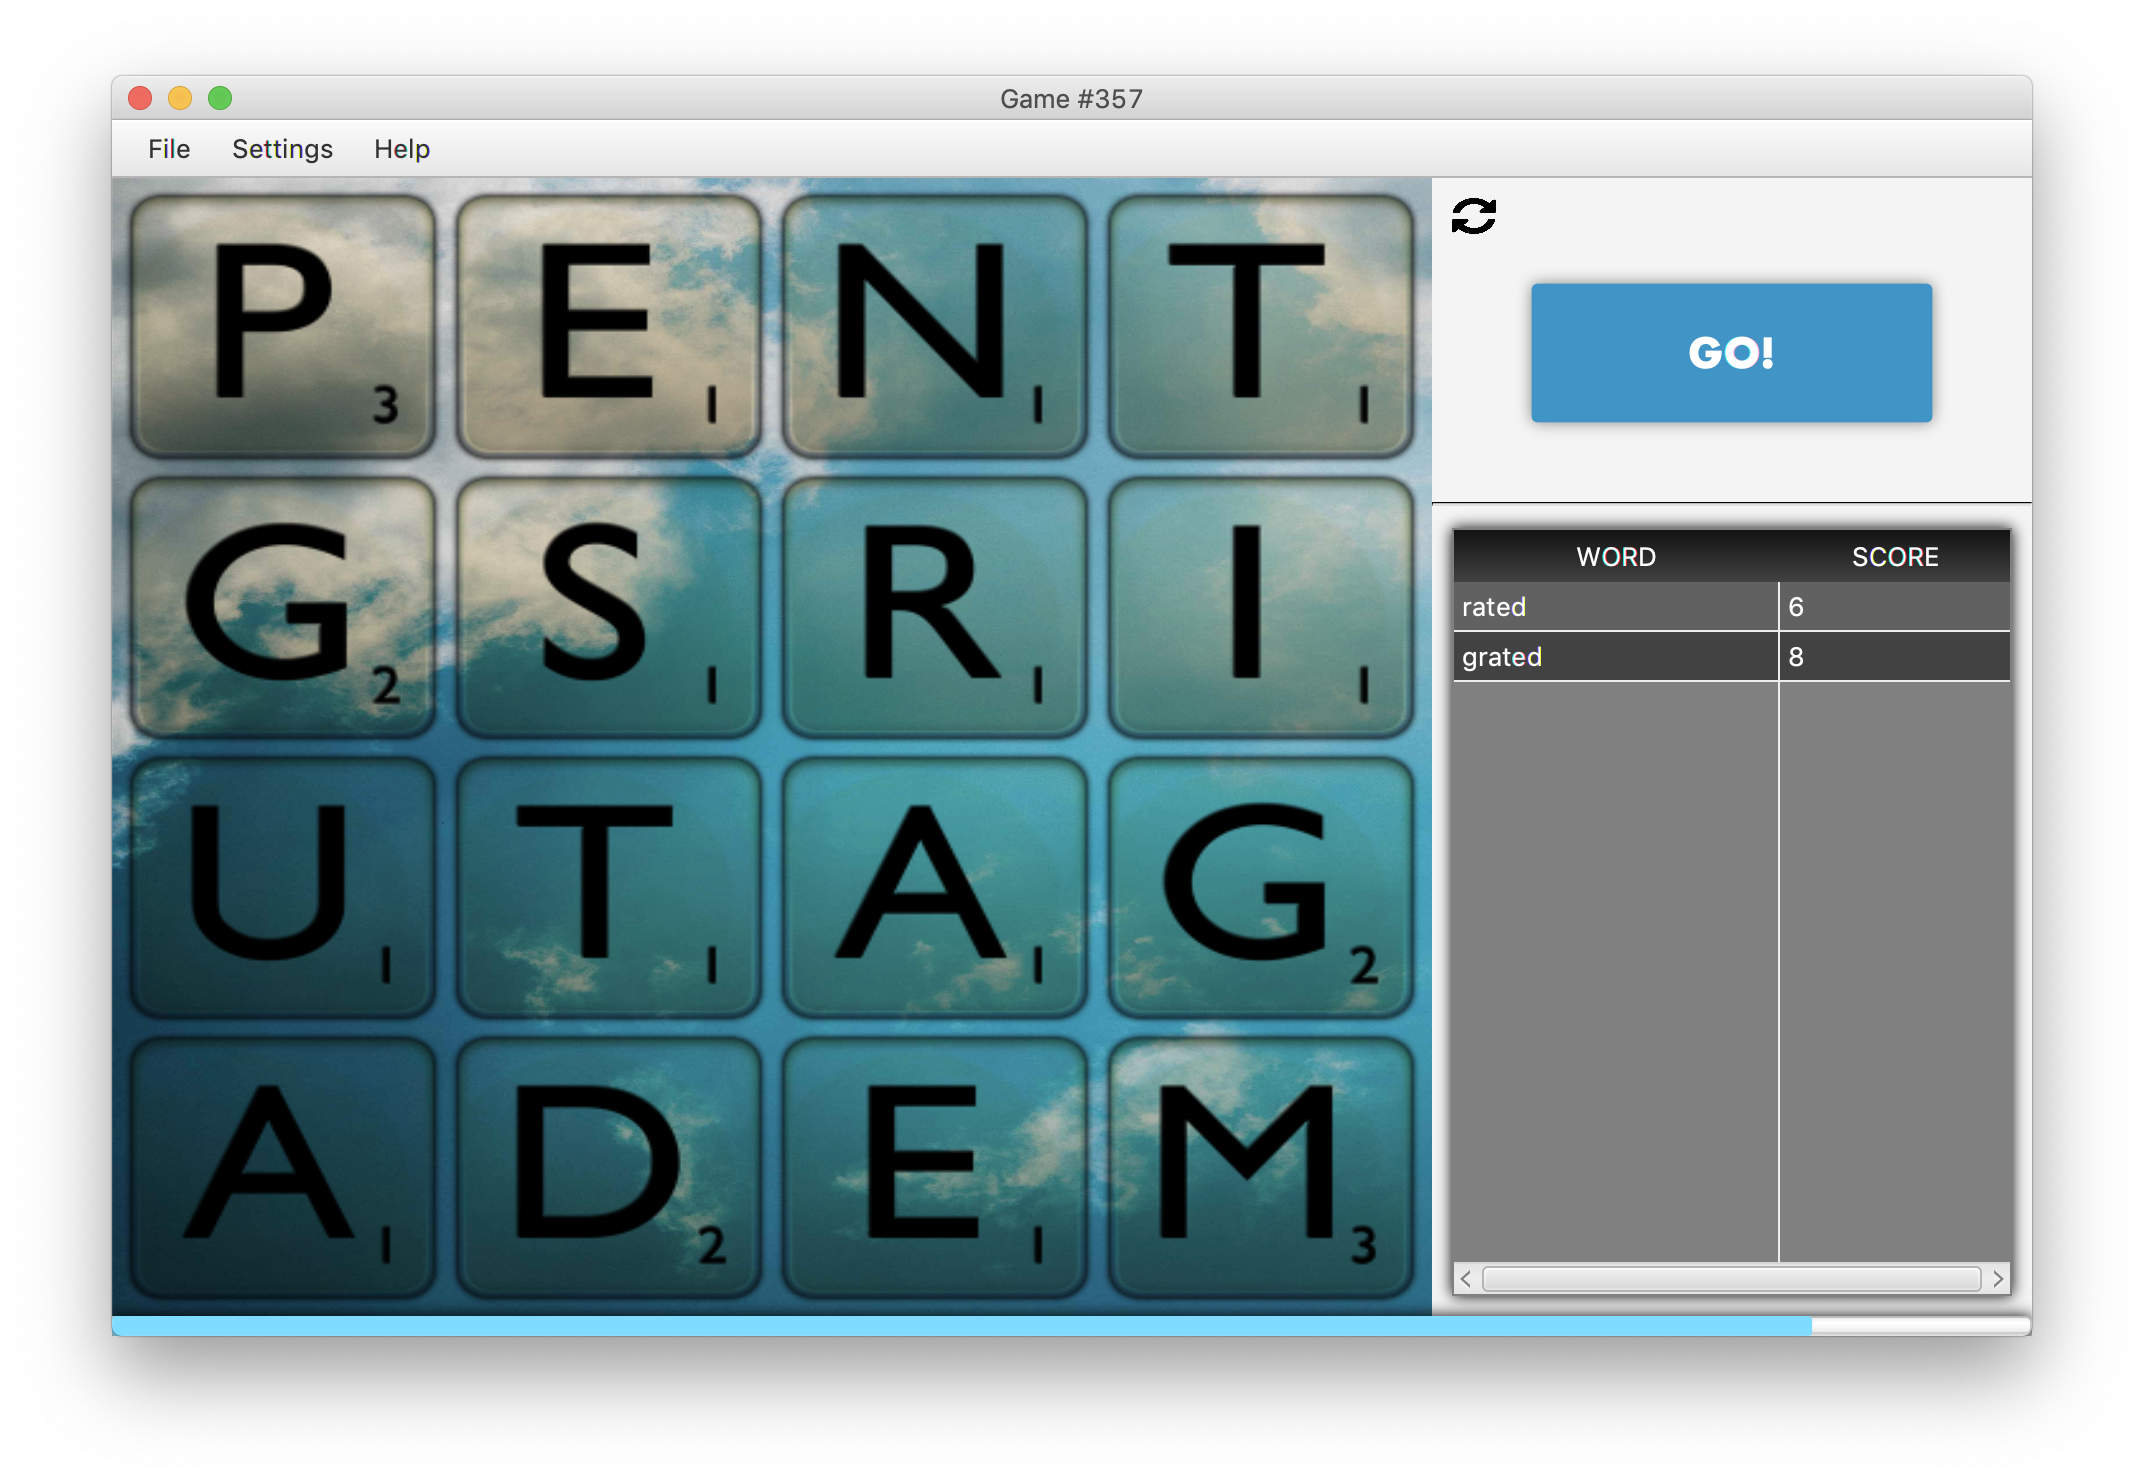 Game #357
File Settings Help
P 3 E 1 N 1 T 1
G 2 S 1 R 1 I 1
U 1 T 1 A 1 G 2
A 1 D 2 E 1 M 3
GO!
WORD SCORE
rated 6
grated 8